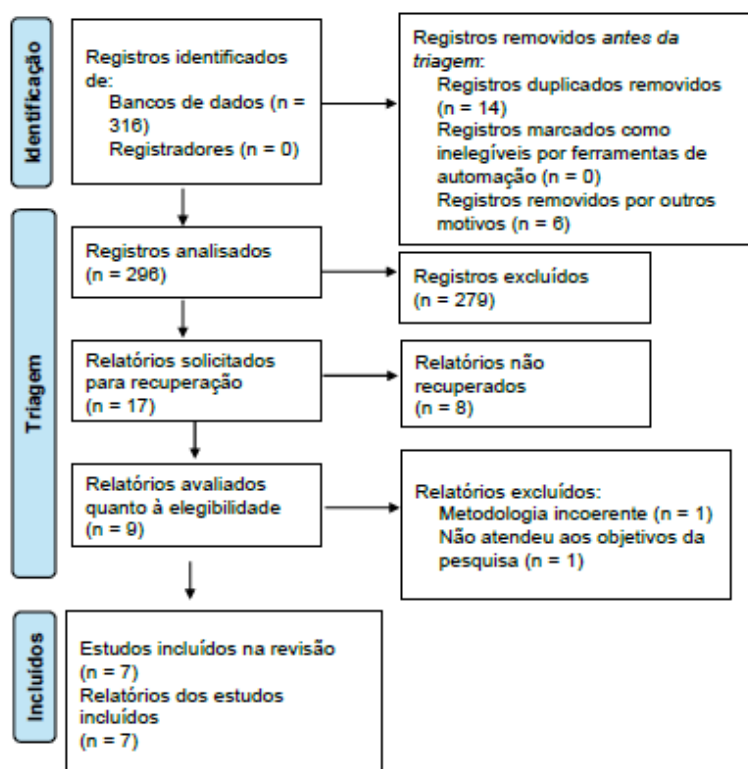 Identificação
Registros identificados
de:
Bancos de dados (n =
316)
Registradores (n = 0)
Registros removidos antes da
triagem:
Registros duplicados removidos
(n = 14)
Registros marcados como
inelegíveis por ferramentas de
automação (n = 0)
Registros removidos por outros
motivos (n = 6)
Triagem
Registros analisados
(n = 296)
Registros excluídos
(n = 279)
Relatórios solicitados
para recuperação
(n = 17)
Relatórios não
recuperados
(n = 8)
Relatórios avaliados
quanto à elegibilidade
(n = 9)
Relatórios excluídos:
Metodologia incoerente (n = 1)
Não atendeu aos objetivos da
pesquisa (n = 1)
Incluídos
Estudos incluídos na revisão
(n = 7)
Relatórios dos estudos
incluídos
(n = 7)